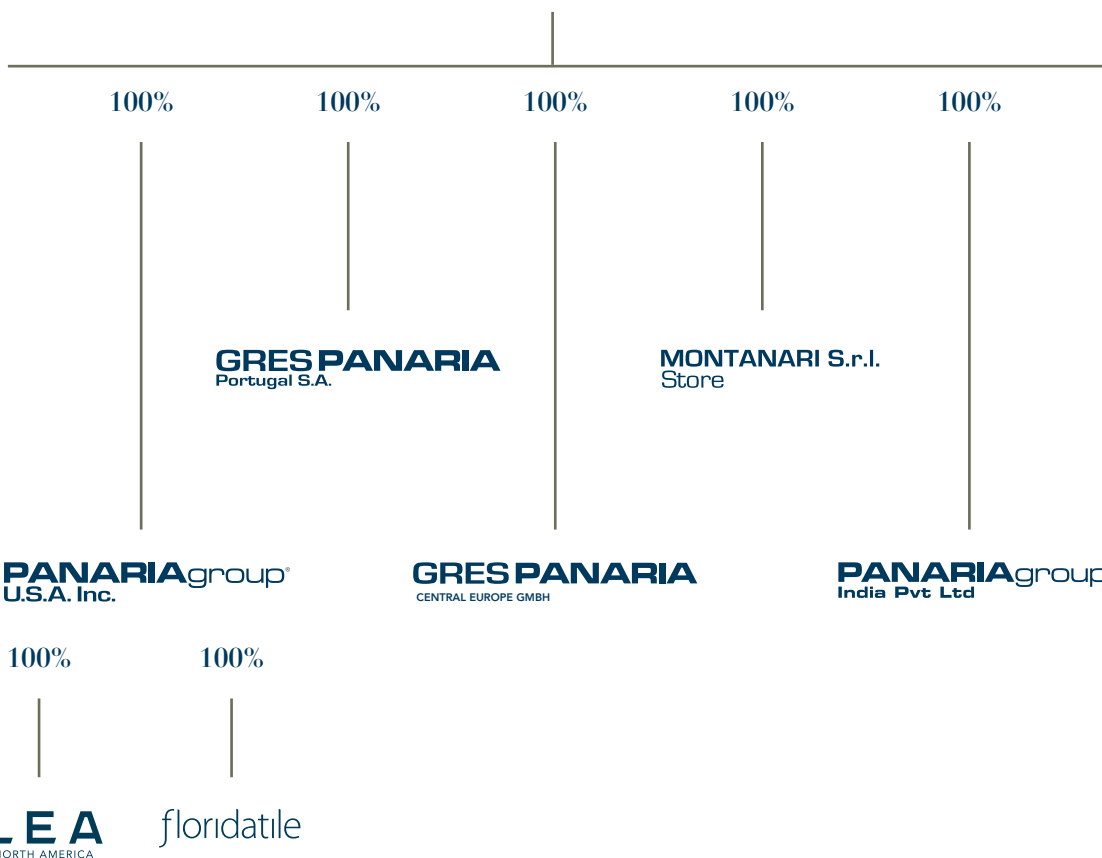 100% 100% 100% 100% 100%
GRES PANARIA
Portugal S.A.
MONTANARI S.r.l.
Store
PANARIAgroup®
U.S.A. Inc.
GRES PANARIA
CENTRAL EUROPE GMBH
PANARIAgroup
India Pvt Ltd
100% 100%
LEA
NORTH AMERICA
floridatile